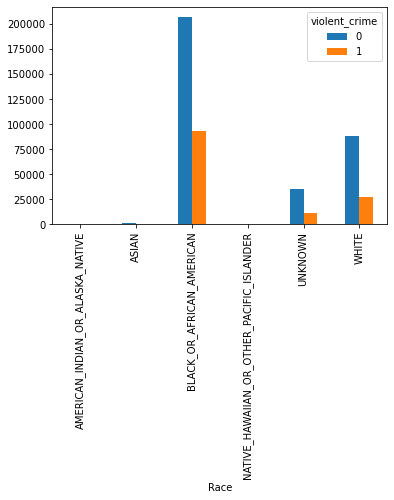 violent_crime
0
1
200000
175000
150000
125000
100000
75000
50000
25000
0
AMERICAN_INDIAN_OR_ALASKA_NATIVE
ASIAN
BLACK_OR_AFRICAN_AMERICAN
NATIVE_HAWAIIAN_OR_OTHER_PACIFIC_ISLANDER
UNKNOWN
WHITE
Race